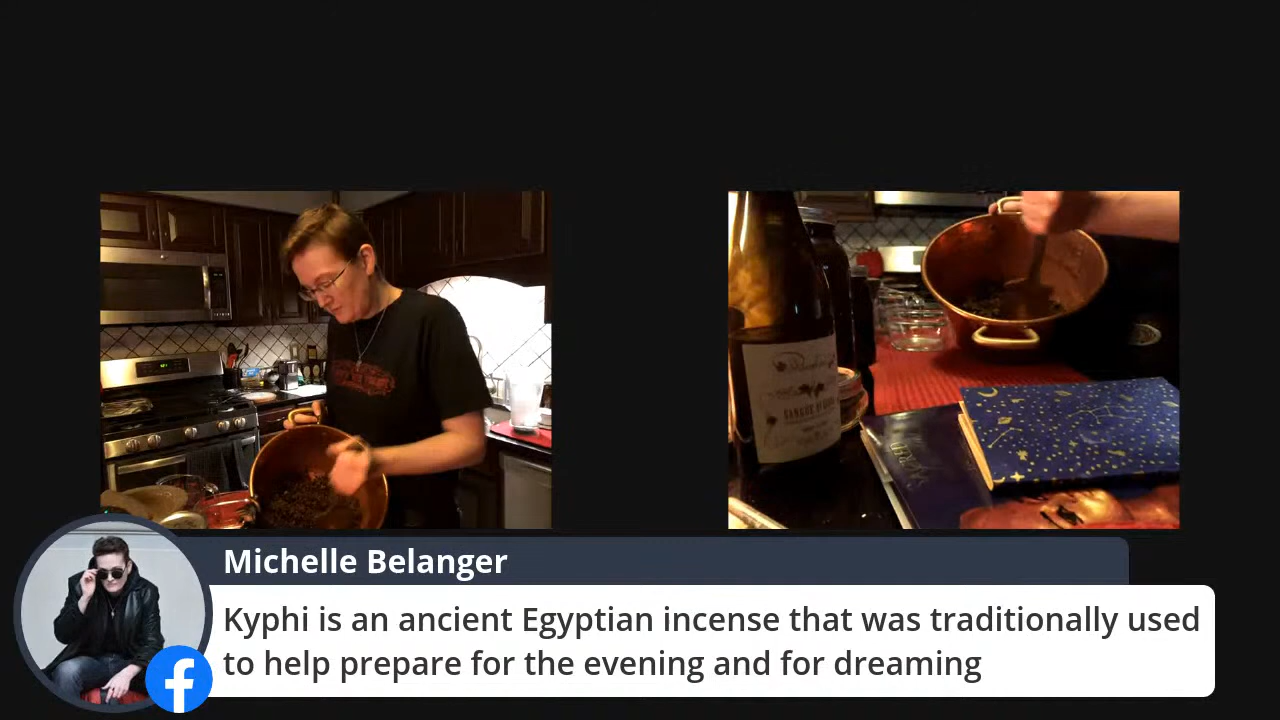 Michelle Belanger
Kyphi is an ancient Egyptian incense that was traditionally used
to help prepare for the evening and for dreaming